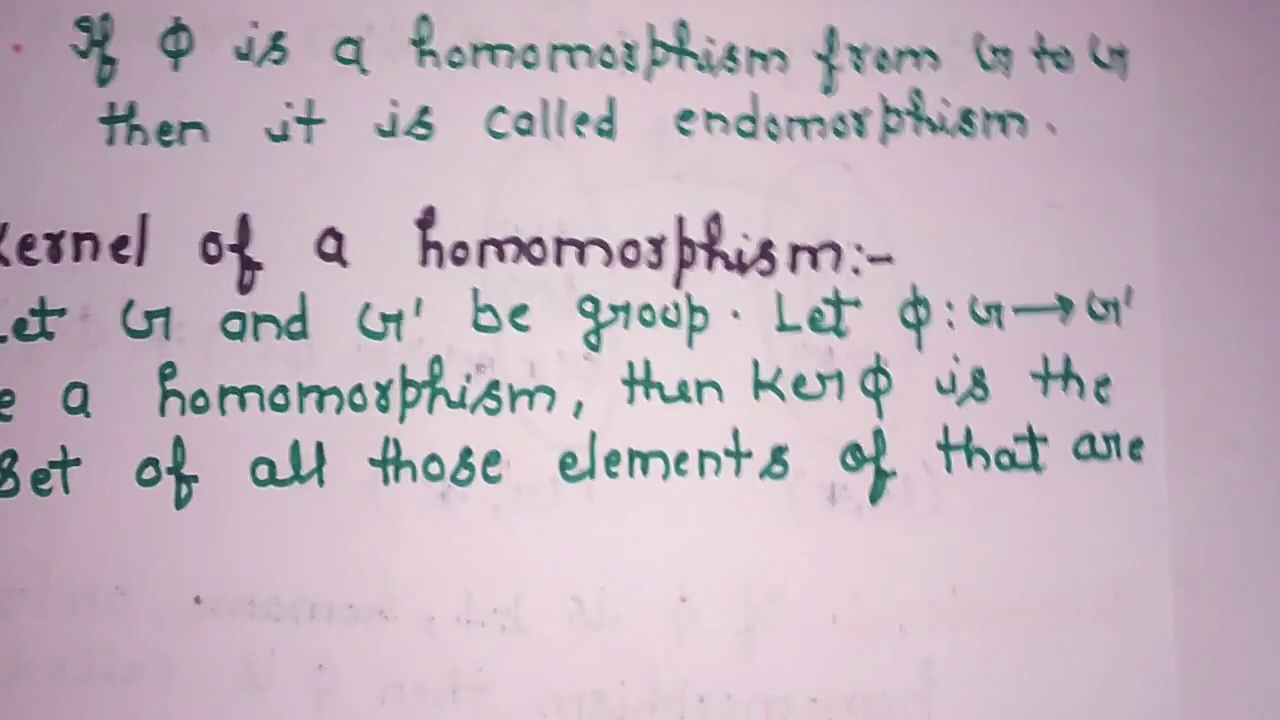 If ϕ is a homomorphism from G to G
then it is called endomorphism.
Kernel of a homomorphism:-
Let G and G' be group. Let ϕ: G → G'
e a homomorphism, then Ker ϕ is the
Set of all those elements of that are